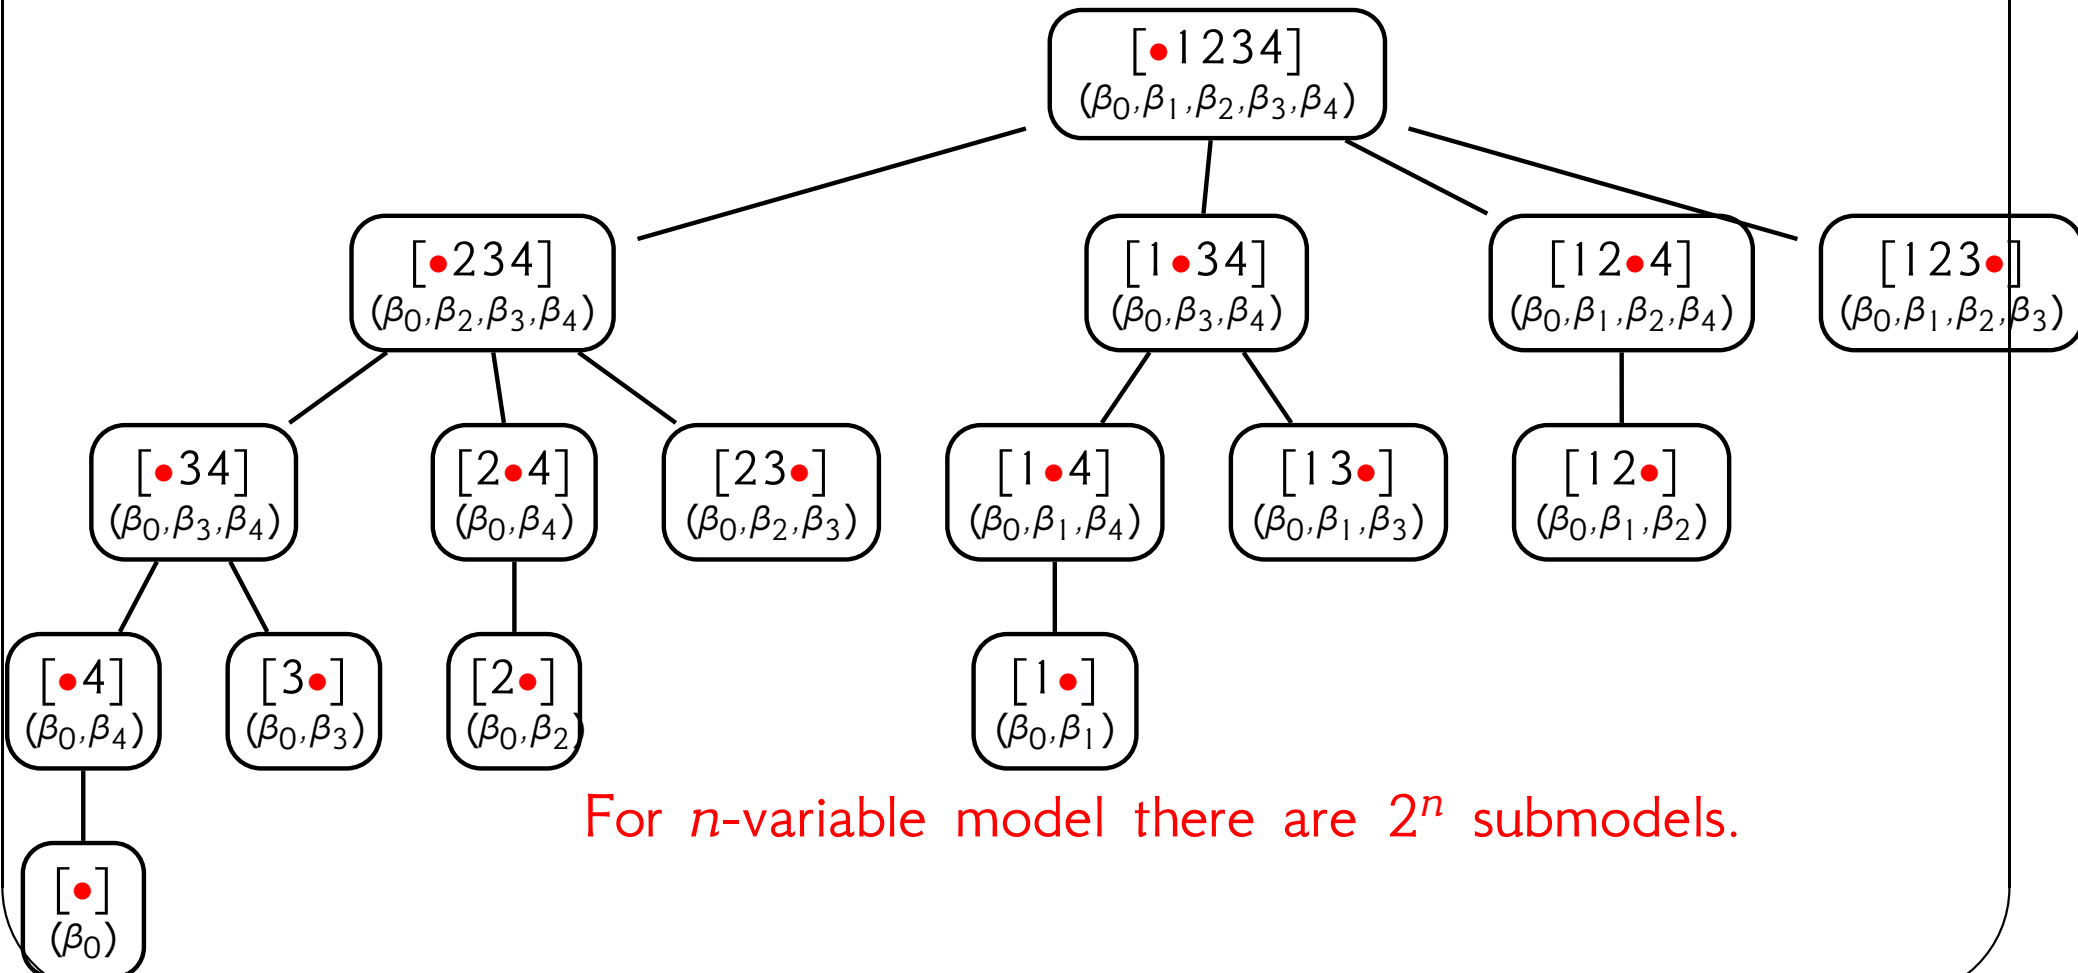 [•1234]
(β₀,β₁,β₂,β₃,β₄)
[•234]
(β₀,β₂,β₃,β₄)
[1•34]
(β₀,β₃,β₄)
[12•4]
(β₀,β₁,β₂,β₄)
[123•]
(β₀,β₁,β₂,β₃)
[•34]
(β₀,β₃,β₄)
[2•4]
(β₀,β₄)
[23•]
(β₀,β₂,β₃)
[1•4]
(β₀,β₁,β₄)
[13•]
(β₀,β₁,β₃)
[12•]
(β₀,β₁,β₂)
[•4]
(β₀,β₄)
[3•]
(β₀,β₃)
[2•]
(β₀,β₂)
[1•]
(β₀,β₁)
For n-variable model there are 2ⁿ submodels.
[•]
(β₀)